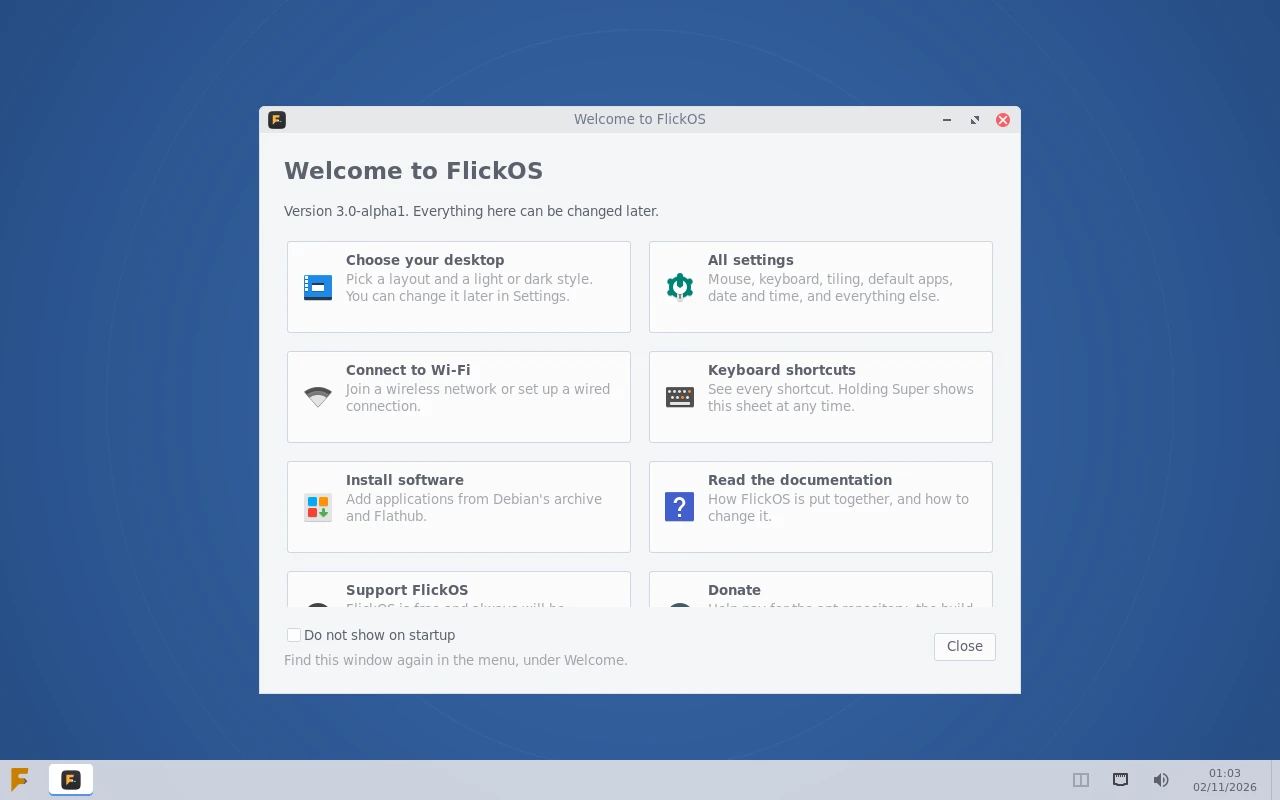 Welcome to FlickOS
Welcome to FlickOS
Version 3.0-alpha1. Everything here can be changed later.
Choose your desktop
Pick a layout and a light or dark style.
You can change it later in Settings.
All settings
Mouse, keyboard, tiling, default apps,
date and time, and everything else.
Connect to Wi-Fi
Join a wireless network or set up a wired
connection.
Keyboard shortcuts
See every shortcut. Holding Super shows
this sheet at any time.
Install software
Add applications from Debian's archive
and Flathub.
?
Read the documentation
How FlickOS is put together, and how to
change it.
Support FlickOS
Donate
Do not show on startup
Find this window again in the menu, under Welcome.
Close
01:03
02/11/2026